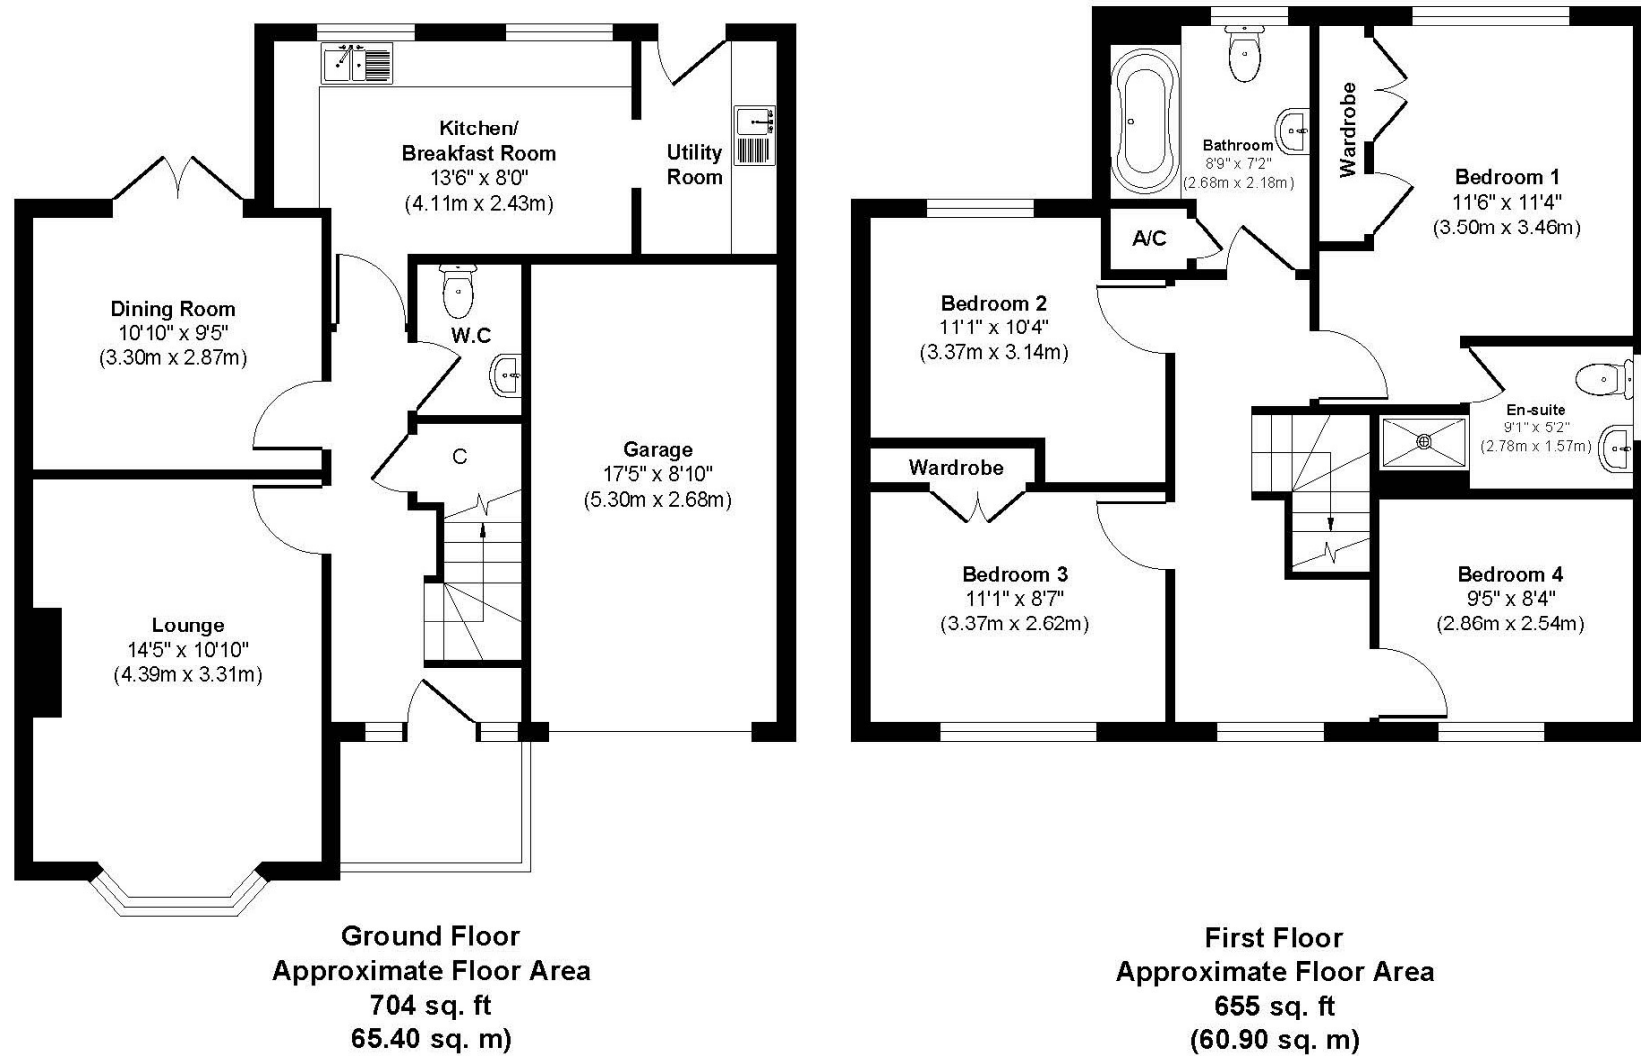 Kitchen/
Breakfast Room
13'6" x 8'0"
(4.11m x 2.43m)
Utility
Room
Dining Room
10'10" x 9'5"
(3.30m x 2.87m)
W.C
C
Garage
17'5" x 8'10"
(5.30m x 2.68m)
Lounge
14'5" x 10'10"
(4.39m x 3.31m)
Ground Floor
Approximate Floor Area
704 sq. ft
65.40 sq. m)
Bathroom
8'9" x 7'2"
(2.68m x 2.18m)
Wardrobe
Bedroom 1
11'6" x 11'4"
(3.50m x 3.46m)
A/C
Bedroom 2
11'1" x 10'4"
(3.37m x 3.14m)
En-suite
9'1" x 5'2"
(2.78m x 1.57m)
Wardrobe
Bedroom 3
11'1" x 8'7"
(3.37m x 2.62m)
Bedroom 4
9'5" x 8'4"
(2.86m x 2.54m)
First Floor
Approximate Floor Area
655 sq. ft
(60.90 sq. m)